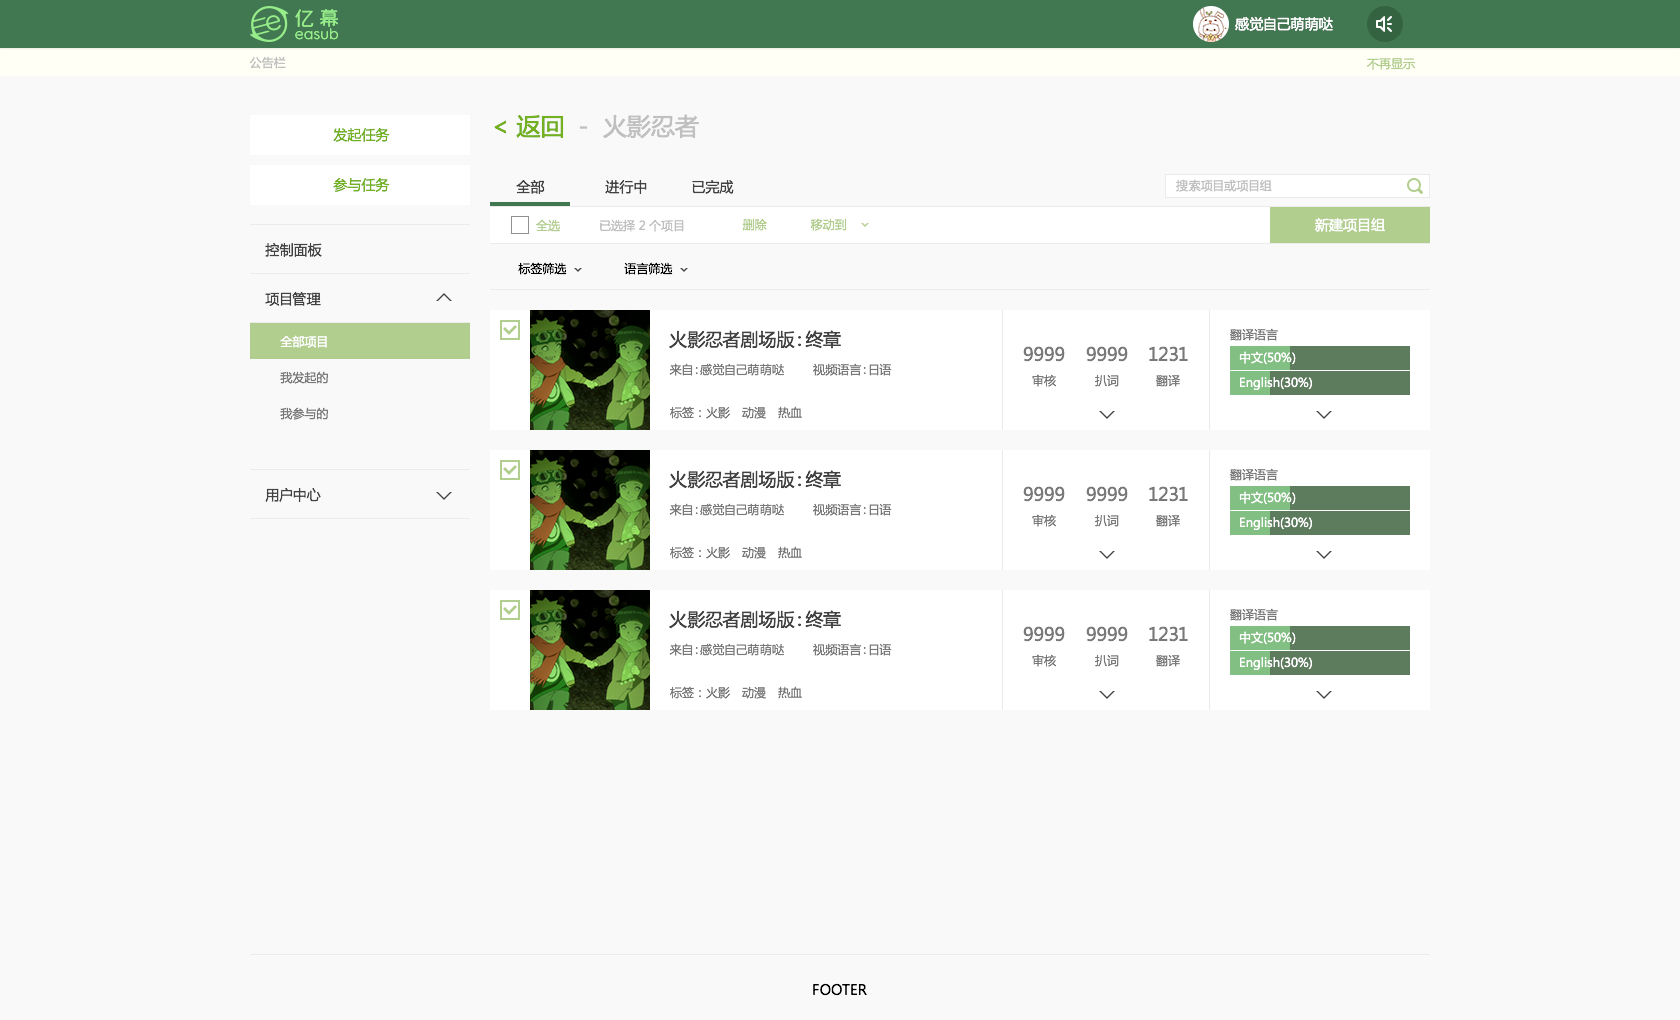 亿幕
easub
感觉自己萌萌哒
公告栏
不再显示
发起任务
参与任务
控制面板
项目管理
全部项目
我发起的
我参与的
用户中心
< 返回 - 火影忍者
全部 进行中 已完成
搜索项目或项目组
全选 已选择 2 个项目 删除 移动到
新建项目组
标签筛选 语言筛选
火影忍者剧场版:终章
来自:感觉自己萌萌哒 视频语言:日语
标签：火影 动漫 热血
9999 9999 1231
审核 扒词 翻译
翻译语言
中文(50%)
English(30%)
火影忍者剧场版:终章
来自:感觉自己萌萌哒 视频语言:日语
标签：火影 动漫 热血
9999 9999 1231
审核 扒词 翻译
翻译语言
中文(50%)
English(30%)
火影忍者剧场版:终章
来自:感觉自己萌萌哒 视频语言:日语
标签：火影 动漫 热血
9999 9999 1231
审核 扒词 翻译
翻译语言
中文(50%)
English(30%)
FOOTER